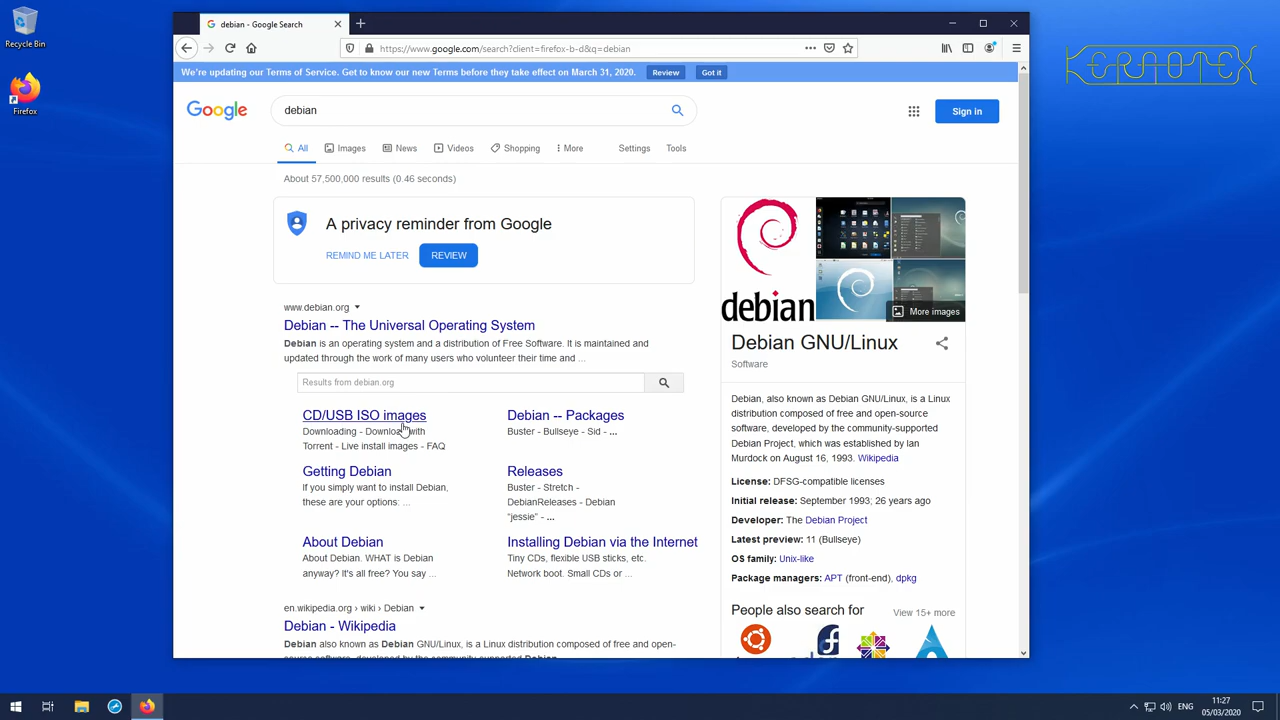 Recycle Bin
Firefox
debian - Google Search
https://www.google.com/search?client=firefox-b-d&q=debian
We're updating our Terms of Service. Get to know our new Terms before they take effect on March 31, 2020.
Review
Got it
Google
debian
Sign in
All
Images
News
Videos
Shopping
More
Settings
Tools
About 57,500,000 results (0.46 seconds)
A privacy reminder from Google
REMIND ME LATER
REVIEW
www.debian.org
Debian -- The Universal Operating System
Debian is an operating system and a distribution of Free Software. It is maintained and
updated through the work of many users who volunteer their time and ...
Results from debian.org
CD/USB ISO images
Downloading - Download with
Torrent - Live install images - FAQ
Debian -- Packages
Buster - Bullseye - Sid - ...
Getting Debian
If you simply want to install Debian,
these are your options: ...
Releases
Buster - Stretch -
DebianReleases - Debian
“jessie” - ...
About Debian
About Debian. WHAT is Debian
anyway? It's all free? You say ...
Installing Debian via the Internet
Tiny CDs, flexible USB sticks, etc.
Network boot. Small CDs or ...
en.wikipedia.org › wiki › Debian
Debian - Wikipedia
Debian also known as Debian GNU/Linux, is a Linux distribution composed of free and open-
source software, developed by the community-supported Debian
debian
More images
Debian GNU/Linux
Software
Debian, also known as Debian GNU/Linux, is a Linux
distribution composed of free and open-source
software, developed by the community-supported
Debian Project, which was established by Ian
Murdock on August 16, 1993. Wikipedia
License: DFSG-compatible licenses
Initial release: September 1993; 26 years ago
Developer: The Debian Project
Latest preview: 11 (Bullseye)
OS family: Unix-like
Package managers: APT (front-end), dpkg
People also search for
View 15+ more
ENG
11:27
05/03/2020